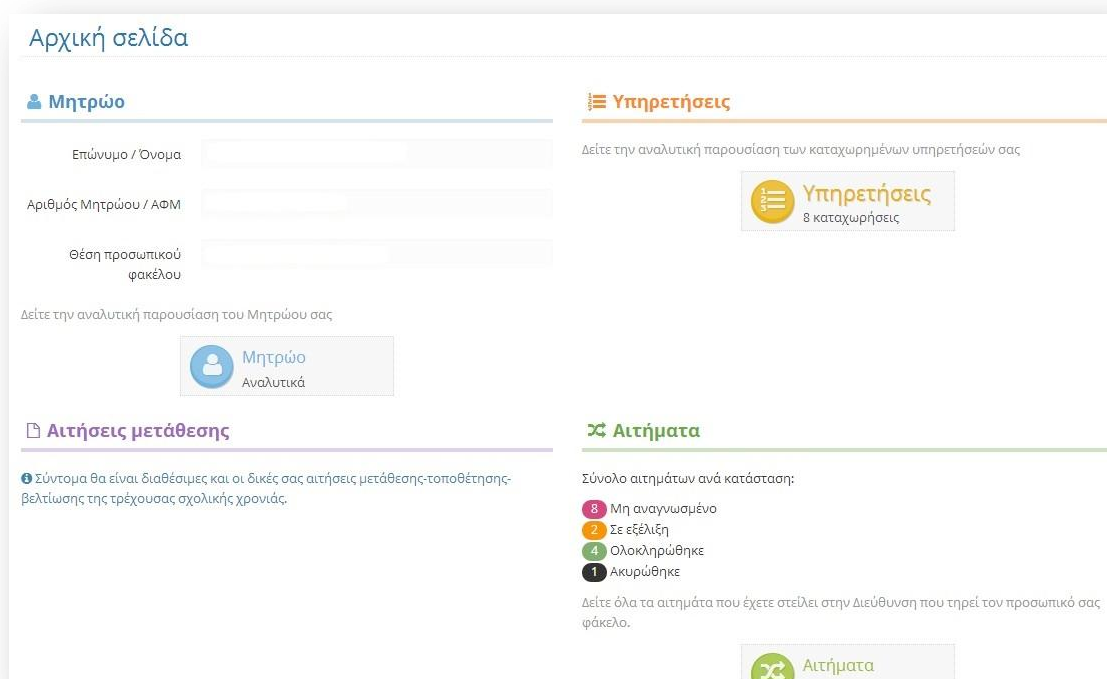 Αρχική σελίδα
Μητρώο
Επώνυμο / Όνομα
Αριθμός Μητρώου / ΑΦΜ
Θέση προσωπικού
φακέλου
Δείτε την αναλυτική παρουσίαση του Μητρώου σας
Μητρώο
Αναλυτικά
Υπηρετήσεις
Δείτε την αναλυτική παρουσίαση των καταχωρημένων υπηρετήσεών σας
Υπηρετήσεις
8 καταχωρήσεις
Αιτήσεις μετάθεσης
Σύντομα θα είναι διαθέσιμες και οι δικές σας αιτήσεις μετάθεσης-τοποθέτησης-
βελτίωσης της τρέχουσας σχολικής χρονιάς.
Αιτήματα
Σύνολο αιτημάτων ανά κατάσταση:
8 Μη αναγνωσμένο
2 Σε εξέλιξη
4 Ολοκληρώθηκε
1 Ακυρώθηκε
Δείτε όλα τα αιτημάτα που έχετε στείλει στην Διεύθυνση που τηρεί τον προσωπικό σας
φάκελο.
Αιτήματα